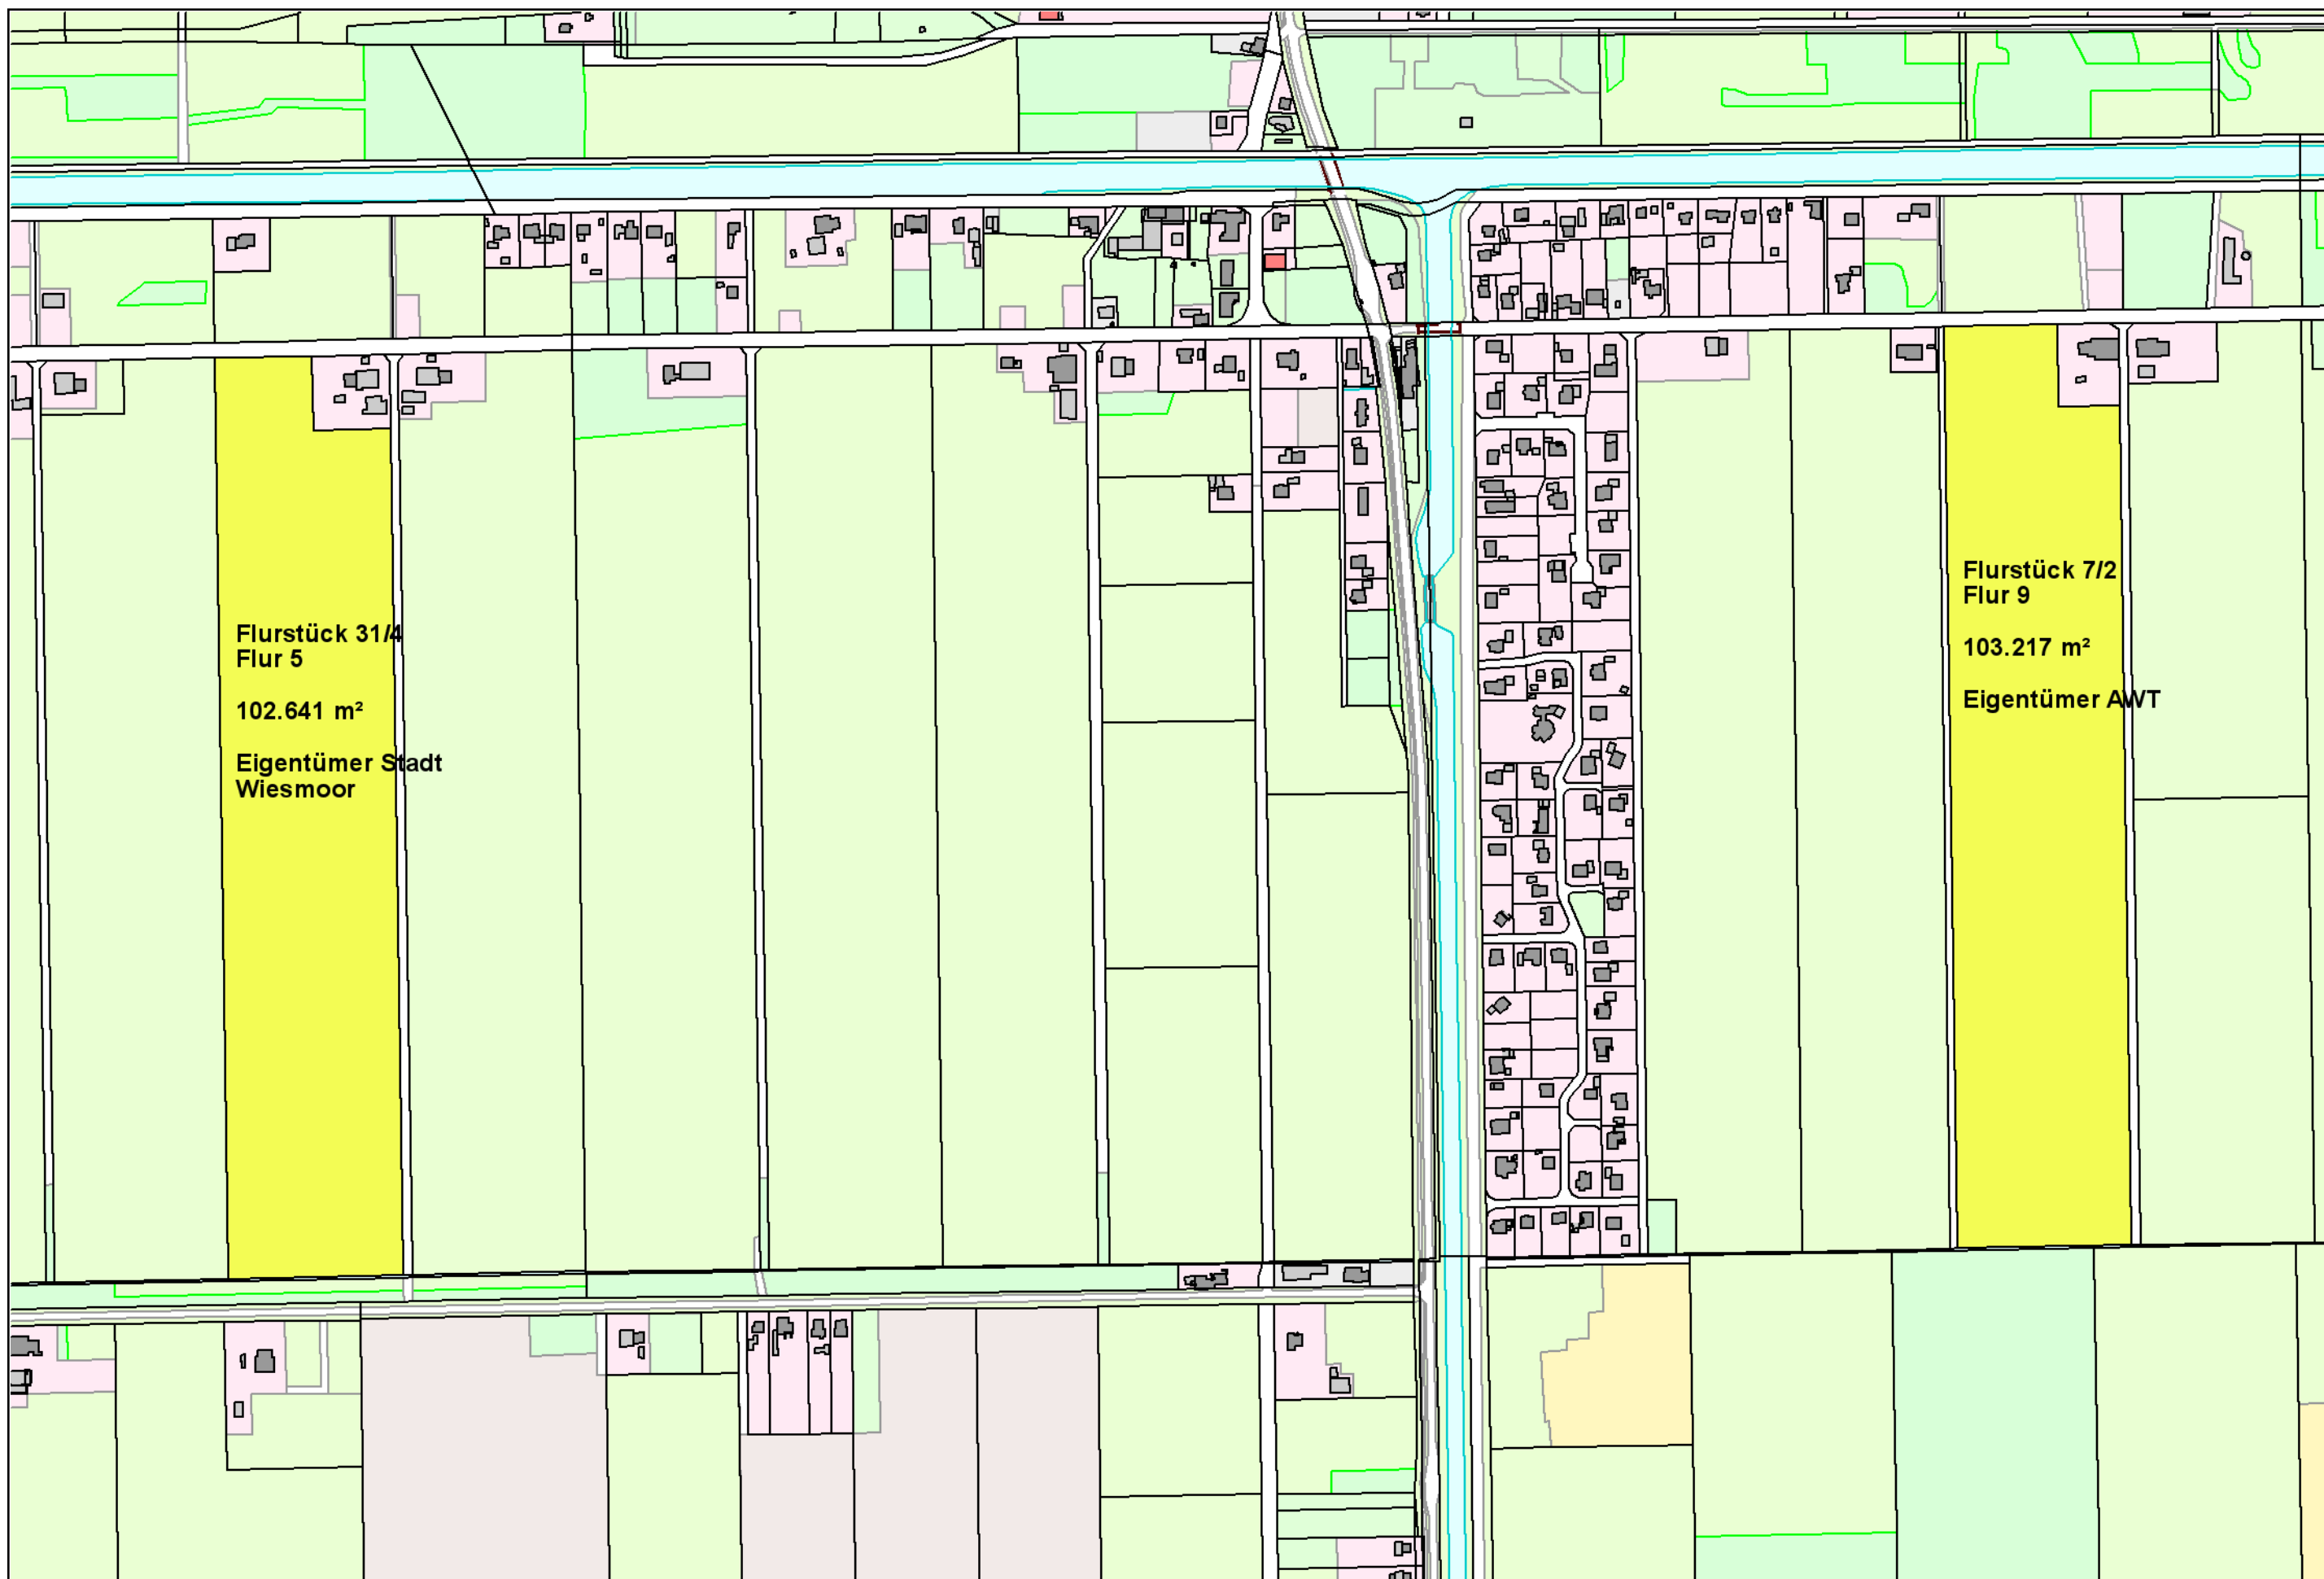 Flurstück 31/4
Flur 5
102.641 m²
Eigentümer Stadt
Wiesmoor
Flurstück 7/2
Flur 9
103.217 m²
Eigentümer AWT